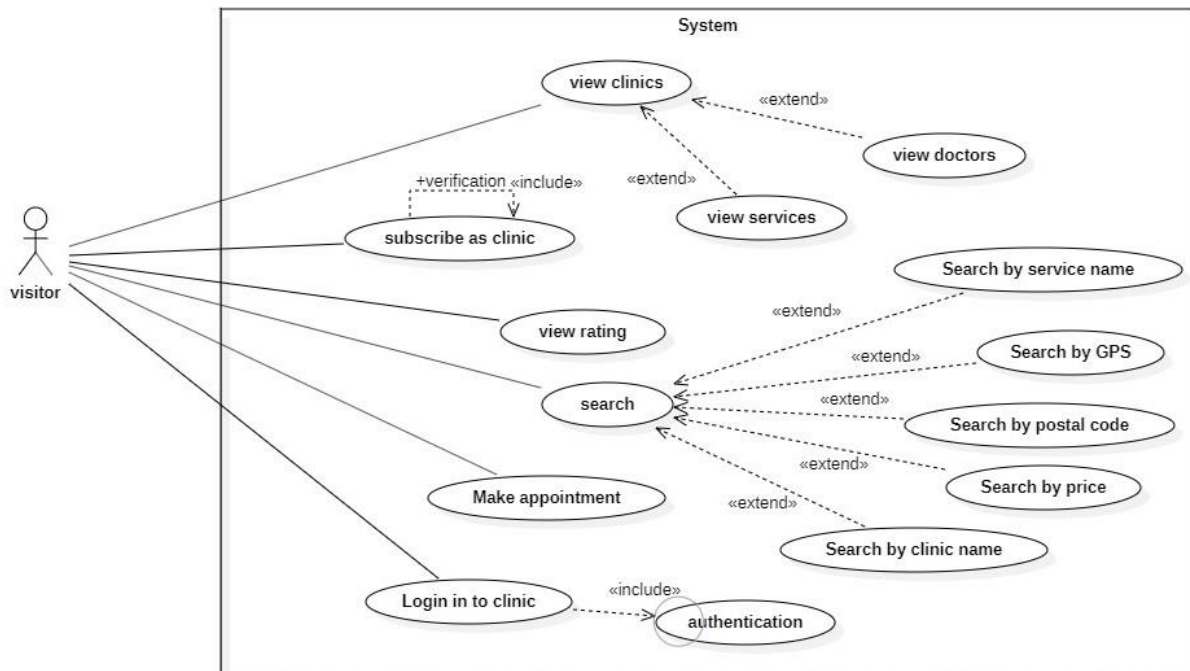 System
view clinics
«extend»
view doctors
+verification «include»
«extend»
view services
subscribe as clinic
visitor
Search by service name
«extend»
view rating
Search by GPS
«extend»
search
«extend»
Search by postal code
«extend»
Search by price
Make appointment
«extend»
Search by clinic name
Login in to clinic
«include»
authentication